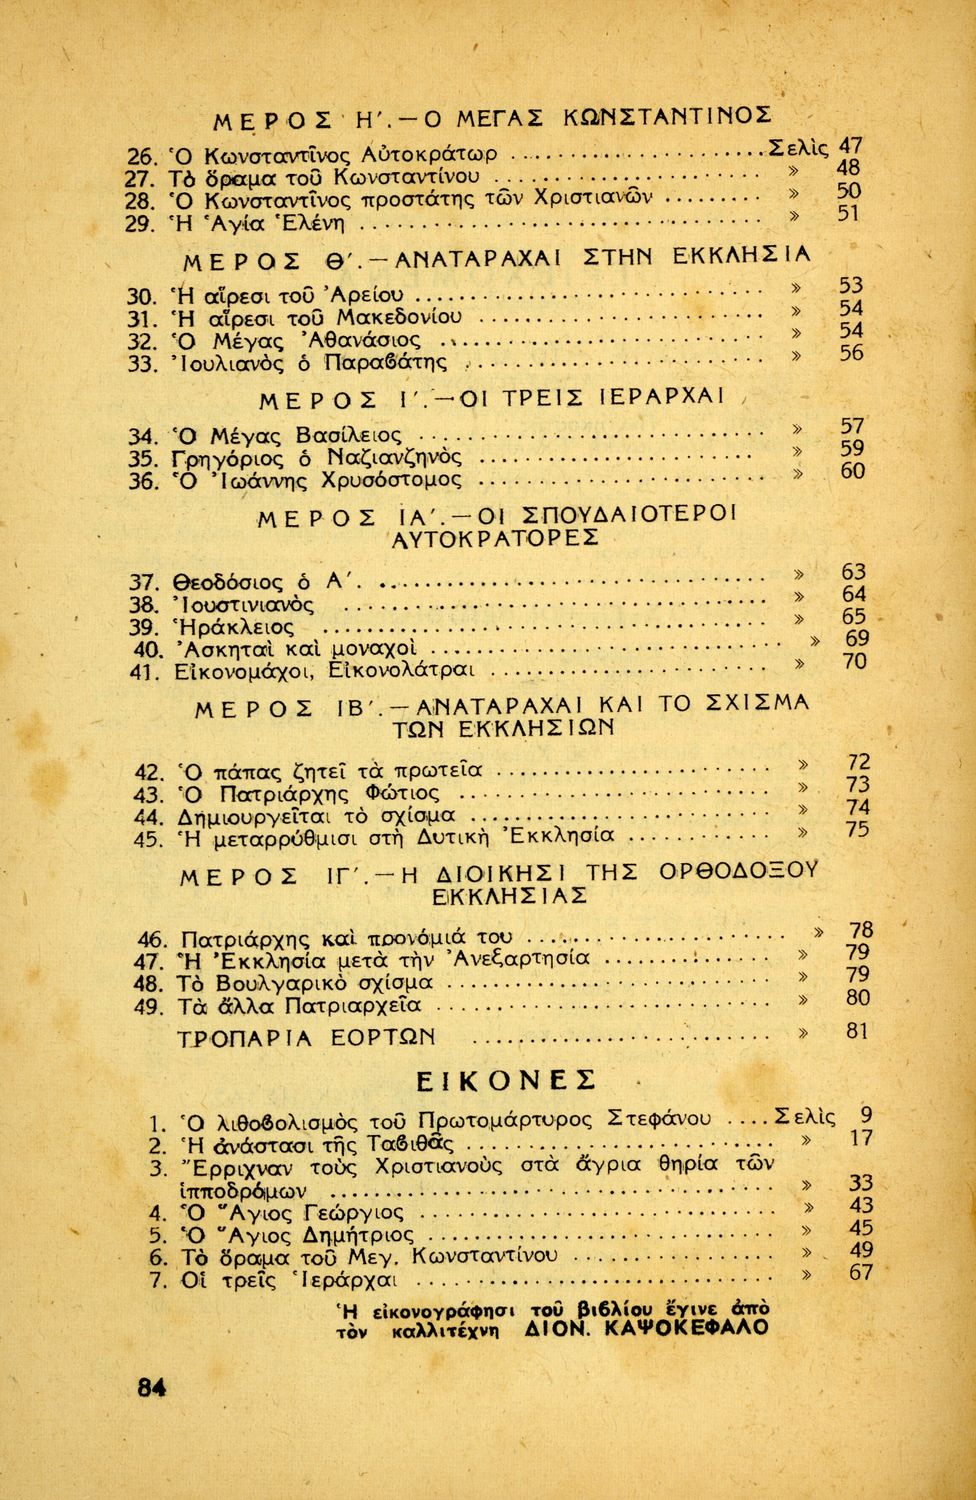 ΜΕΡΟΣ Η'.—Ο ΜΕΓΑΣ ΚΩΝΣΤΑΝΤΙΝΟΣ
26. Ὁ Κωνσταντῖνος Αὐτοκράτωρ ........ Σελὶς 47
27. Τὸ ὅραμα τοῦ Κωνσταντίνου ........ » 48
28. Ὁ Κωνσταντῖνος προστάτης τῶν Χριστιανῶν ........ » 50
29. Ἡ Ἁγία Ἑλένη ........ » 51
ΜΕΡΟΣ Θ'.—ΑΝΑΤΑΡΑΧΑΙ ΣΤΗΝ ΕΚΚΛΗΣΙΑ
30. Ἡ αἵρεσι τοῦ Ἀρείου ........ » 53
31. Ἡ αἵρεσι τοῦ Μακεδονίου ........ » 54
32. Ὁ Μέγας Ἀθανάσιος ........ » 54
33. Ἰουλιανὸς ὁ Παραβάτης ........ » 56
ΜΕΡΟΣ Ι'.—ΟΙ ΤΡΕΙΣ ΙΕΡΑΡΧΑΙ
34. Ὁ Μέγας Βασίλειος ........ » 57
35. Γρηγόριος ὁ Ναζιανζηνὸς ........ » 59
36. Ὁ Ἰωάννης Χρυσόστομος ........ » 60
ΜΕΡΟΣ ΙΑ'.—ΟΙ ΣΠΟΥΔΑΙΟΤΕΡΟΙ
ΑΥΤΟΚΡΑΤΟΡΕΣ
37. Θεοδόσιος ὁ Α'. ........ » 63
38. Ἰουστινιανὸς ........ » 64
39. Ἡράκλειος ........ » 65
40. Ἀσκηταὶ καὶ μοναχοὶ ........ » 69
41. Εἰκονομάχοι, Εἰκονολάτραι ........ » 70
ΜΕΡΟΣ ΙΒ'.—ΑΝΑΤΑΡΑΧΑΙ ΚΑΙ ΤΟ ΣΧΙΣΜΑ
ΤΩΝ ΕΚΚΛΗΣΙΩΝ
42. Ὁ πάπας ζητεῖ τὰ πρωτεῖα ........ » 72
43. Ὁ Πατριάρχης Φώτιος ........ » 73
44. Δημιουργεῖται τὸ σχίσμα ........ » 74
45. Ἡ μεταρρύθμισι στὴ Δυτικὴ Ἐκκλησία ........ » 75
ΜΕΡΟΣ ΙΓ'.—Η ΔΙΟΙΚΗΣΙ ΤΗΣ ΟΡΘΟΔΟΞΟΥ
ΕΚΚΛΗΣΙΑΣ
46. Πατριάρχης καὶ προνόμιά του ........ » 78
47. Ἡ Ἐκκλησία μετὰ τὴν Ἀνεξαρτησία ........ » 79
48. Τὸ Βουλγαρικὸ σχίσμα ........ » 79
49. Τὰ ἄλλα Πατριαρχεῖα ........ » 80
ΤΡΟΠΑΡΙΑ ΕΟΡΤΩΝ ........ » 81
ΕΙΚΟΝΕΣ
1. Ὁ λιθοβολισμὸς τοῦ Πρωτομάρτυρος Στεφάνου .... Σελὶς 9
2. Ἡ ἀνάστασι τῆς Ταβιθᾶς ........ » 17
3. Ἔρριχναν τοὺς Χριστιανοὺς στὰ ἄγρια θηρία τῶν
ἱπποδρόμων ........ » 33
4. Ὁ Ἅγιος Γεώργιος ........ » 43
5. Ὁ Ἅγιος Δημήτριος ........ » 45
6. Τὸ ὅραμα τοῦ Μεγ. Κωνσταντίνου ........ » 49
7. Οἱ τρεῖς Ἱεράρχαι ........ » 67
Ἡ εἰκονογράφησι τοῦ βιβλίου ἔγινε ἀπὸ
τὸν καλλιτέχνη ΔΙΟΝ. ΚΑΨΟΚΕΦΑΛΟ
84